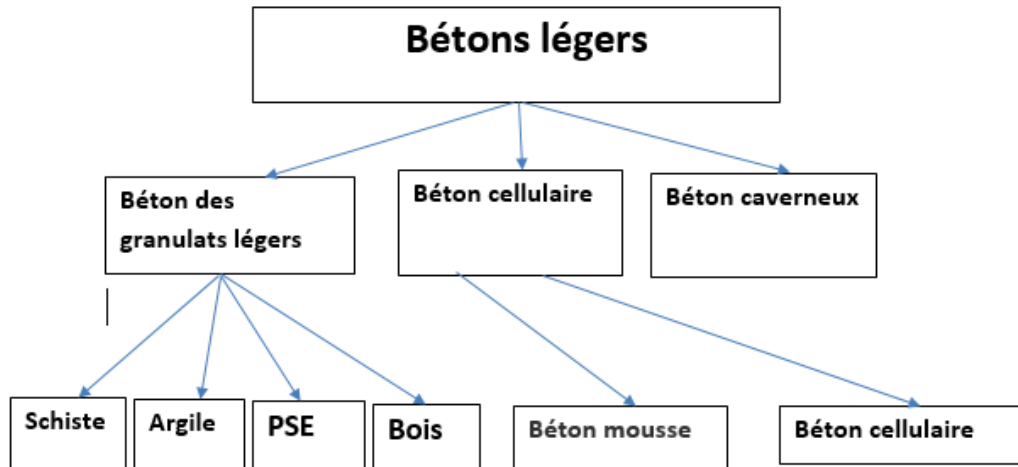 Bétons légers
Béton des
granulats légers
Béton cellulaire
Béton caverneux
Schiste
Argile
PSE
Bois
Béton mousse
Béton cellulaire